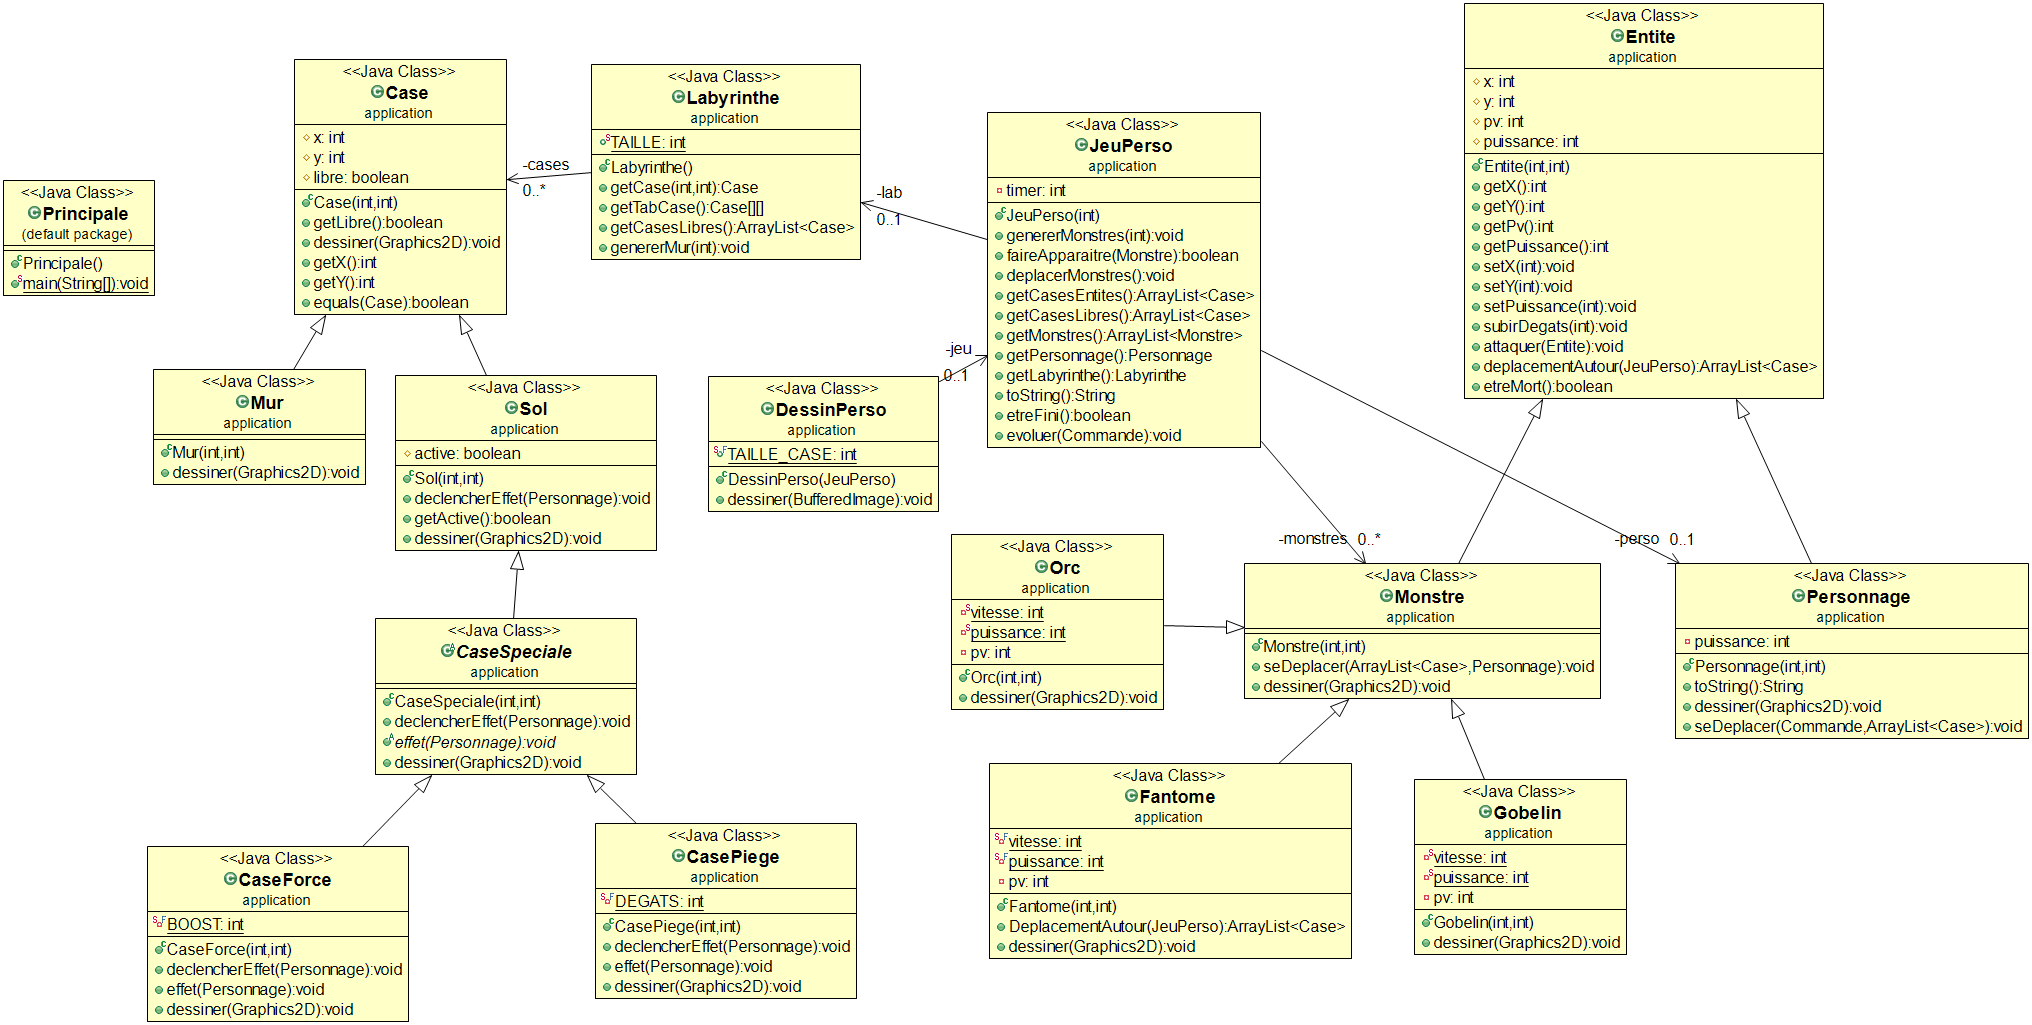 <<Java Class>>
Principale
(default package)
Principale()
main(String[]):void
<<Java Class>>
Case
application
x: int
y: int
libre: boolean
Case(int,int)
getLibre():boolean
dessiner(Graphics2D):void
getX():int
getY():int
equals(Case):boolean
-cases
0..*
<<Java Class>>
Labyrinthe
application
TAILLE: int
Labyrinthe()
getCase(int,int):Case
getTabCase():Case[][]
getCasesLibres():ArrayList<Case>
genererMur(int):void
-lab
0..1
<<Java Class>>
JeuPerso
application
timer: int
JeuPerso(int)
genererMonstres(int):void
faireApparaitre(Monstre):boolean
deplacerMonstres():void
getCasesEntites():ArrayList<Case>
getCasesLibres():ArrayList<Case>
getMonstres():ArrayList<Monstre>
getPersonnage():Personnage
getLabyrinthe():Labyrinthe
toString():String
etreFini():boolean
evoluer(Commande):void
<<Java Class>>
Entite
application
x: int
y: int
pv: int
puissance: int
Entite(int,int)
getX():int
getY():int
getPv():int
getPuissance():int
setX(int):void
setY(int):void
setPuissance(int):void
subirDegats(int):void
attaquer(Entite):void
deplacementAutour(JeuPerso):ArrayList<Case>
etreMort():boolean
<<Java Class>>
Mur
application
Mur(int,int)
dessiner(Graphics2D):void
<<Java Class>>
Sol
application
active: boolean
Sol(int,int)
declencherEffet(Personnage):void
getActive():boolean
dessiner(Graphics2D):void
-jeu
0..1
<<Java Class>>
DessinPerso
application
TAILLE_CASE: int
DessinPerso(JeuPerso)
dessiner(BufferedImage):void
-monstres 0..*
-perso 0..1
<<Java Class>>
Orc
application
vitesse: int
puissance: int
pv: int
Orc(int,int)
dessiner(Graphics2D):void
<<Java Class>>
Monstre
application
Monstre(int,int)
seDeplacer(ArrayList<Case>,Personnage):void
dessiner(Graphics2D):void
<<Java Class>>
Personnage
application
puissance: int
Personnage(int,int)
toString():String
dessiner(Graphics2D):void
seDeplacer(Commande,ArrayList<Case>):void
<<Java Class>>
CaseSpeciale
application
CaseSpeciale(int,int)
declencherEffet(Personnage):void
effet(Personnage):void
dessiner(Graphics2D):void
<<Java Class>>
CaseForce
application
BOOST: int
CaseForce(int,int)
declencherEffet(Personnage):void
effet(Personnage):void
dessiner(Graphics2D):void
<<Java Class>>
CasePiege
application
DEGATS: int
CasePiege(int,int)
declencherEffet(Personnage):void
effet(Personnage):void
dessiner(Graphics2D):void
<<Java Class>>
Fantome
application
vitesse: int
puissance: int
pv: int
Fantome(int,int)
DeplacementAutour(JeuPerso):ArrayList<Case>
dessiner(Graphics2D):void
<<Java Class>>
Gobelin
application
vitesse: int
puissance: int
pv: int
Gobelin(int,int)
dessiner(Graphics2D):void